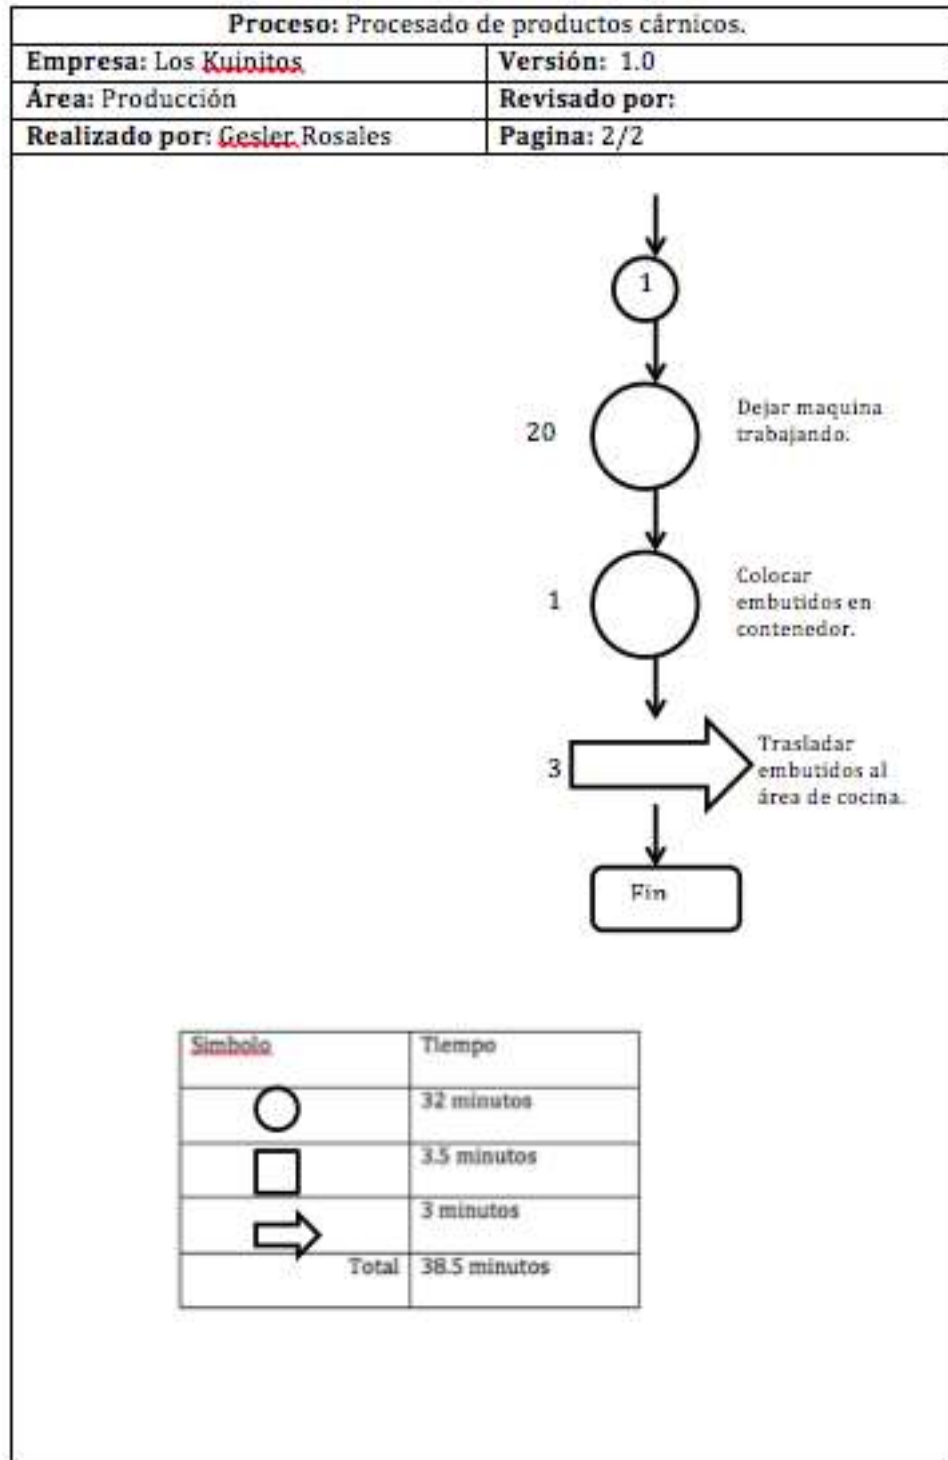 Proceso: Procesado de productos cárnicos.
Empresa: Los Kuinitos
Versión: 1.0
Área: Producción
Revisado por:
Realizado por: Gesler Rosales
Pagina: 2/2
1
20
Dejar maquina
trabajando.
1
Colocar
embutidos en
contenedor.
3
Trasladar
embutidos al
área de cocina.
Fin
Simbolo
Tiempo
32 minutos
3.5 minutos
3 minutos
Total
38.5 minutos